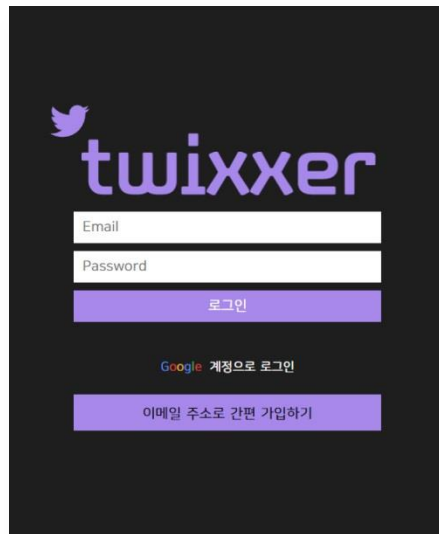 twixxer
Email
Password
로그인
Google 계정으로 로그인
이메일 주소로 간편 가입하기